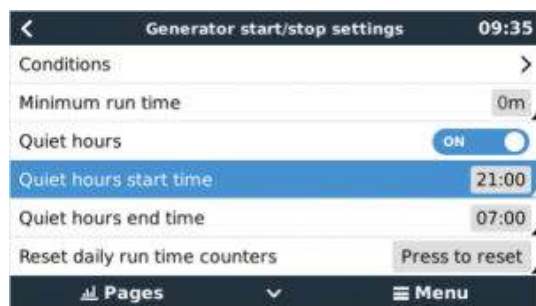 Generator start/stop settings 09:35
Conditions
Minimum run time 0m
Quiet hours ON
Quiet hours start time 21:00
Quiet hours end time 07:00
Reset daily run time counters Press to reset
Pages Menu